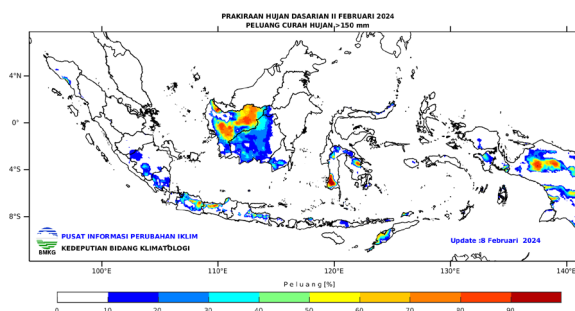 PRAKIRAAN HUJAN DASARIAN II FEBRUARI 2024
PELUANG CURAH HUJAN >150 mm
4°N
0°
4°S
8°S
PUSAT INFORMASI PERUBAHAN IKLIM
KEDEPUTIAN BIDANG KLIMATOLOGI
BMKG
Update :8 Februari 2024
100°E
110°E
120°E
130°E
140°E
Peluang[%]
0 10 20 30 40 50 60 70 80 90